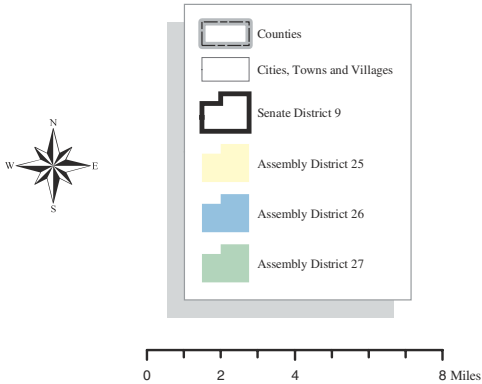 Counties
Cities, Towns and Villages
Senate District 9
Assembly District 25
Assembly District 26
Assembly District 27
N
W E
S
0 2 4 8 Miles